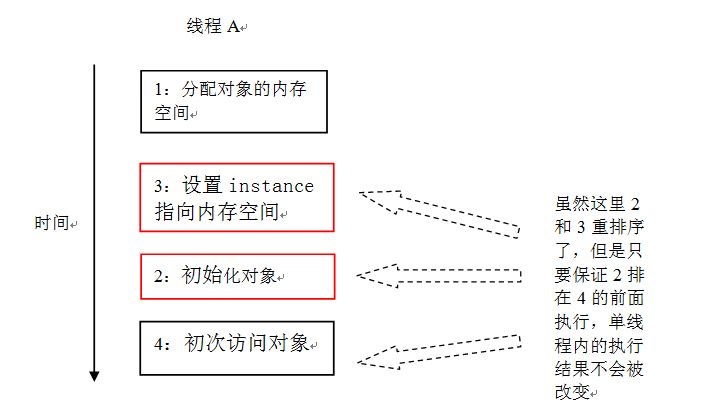 线程 A
1：分配对象的内存
空间
3：设置 instance
指向内存空间
时间
2：初始化对象
4：初次访问对象
虽然这里 2
和 3 重排序
了，但是只
要保证 2 排
在 4 的前面
执行，单线
程内的执行
结果不会被
改变